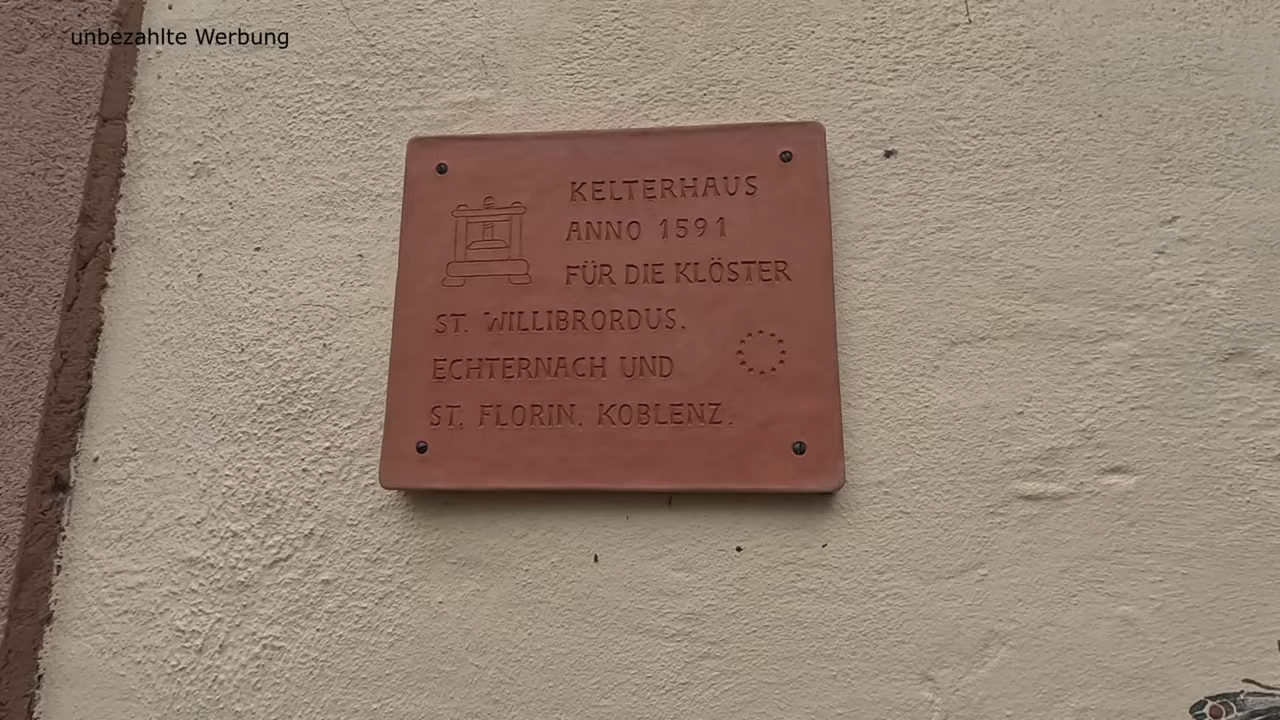 unbezahlte Werbung
KELTERHAUS
ANNO 1591
FÜR DIE KLÖSTER
ST. WILLIBRORDUS,
ECHTERNACH UND
ST. FLORIN, KOBLENZ.